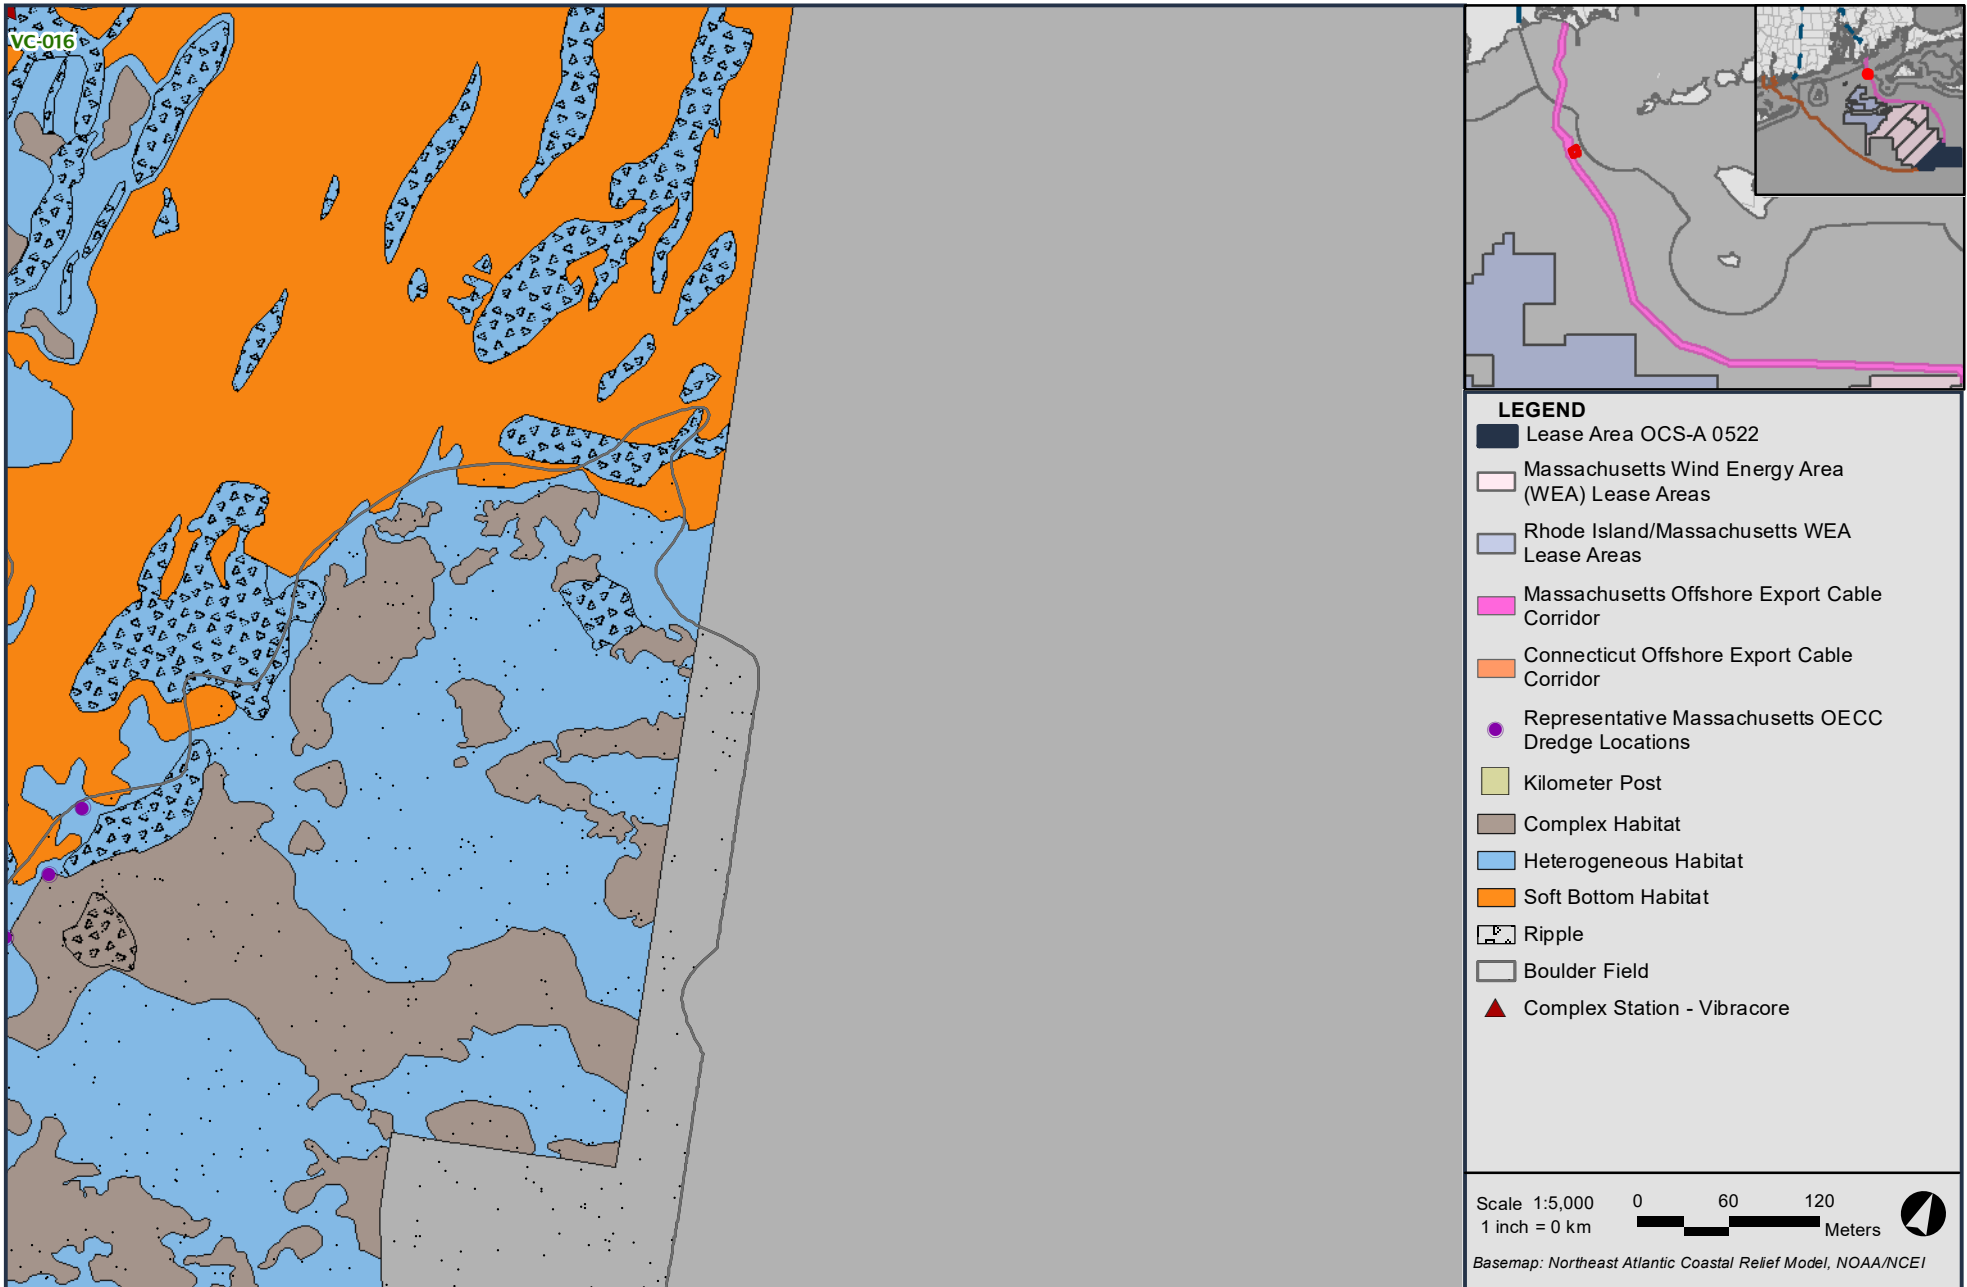 VC-016
LEGEND
Lease Area OCS-A 0522
Massachusetts Wind Energy Area
(WEA) Lease Areas
Rhode Island/Massachusetts WEA
Lease Areas
Massachusetts Offshore Export Cable
Corridor
Connecticut Offshore Export Cable
Corridor
Representative Massachusetts OECC
Dredge Locations
Kilometer Post
Complex Habitat
Heterogeneous Habitat
Soft Bottom Habitat
Ripple
Boulder Field
Complex Station - Vibracore
Scale 1:5,000
1 inch = 0 km
0 60 120
Meters
Basemap: Northeast Atlantic Coastal Relief Model, NOAA/NCEI